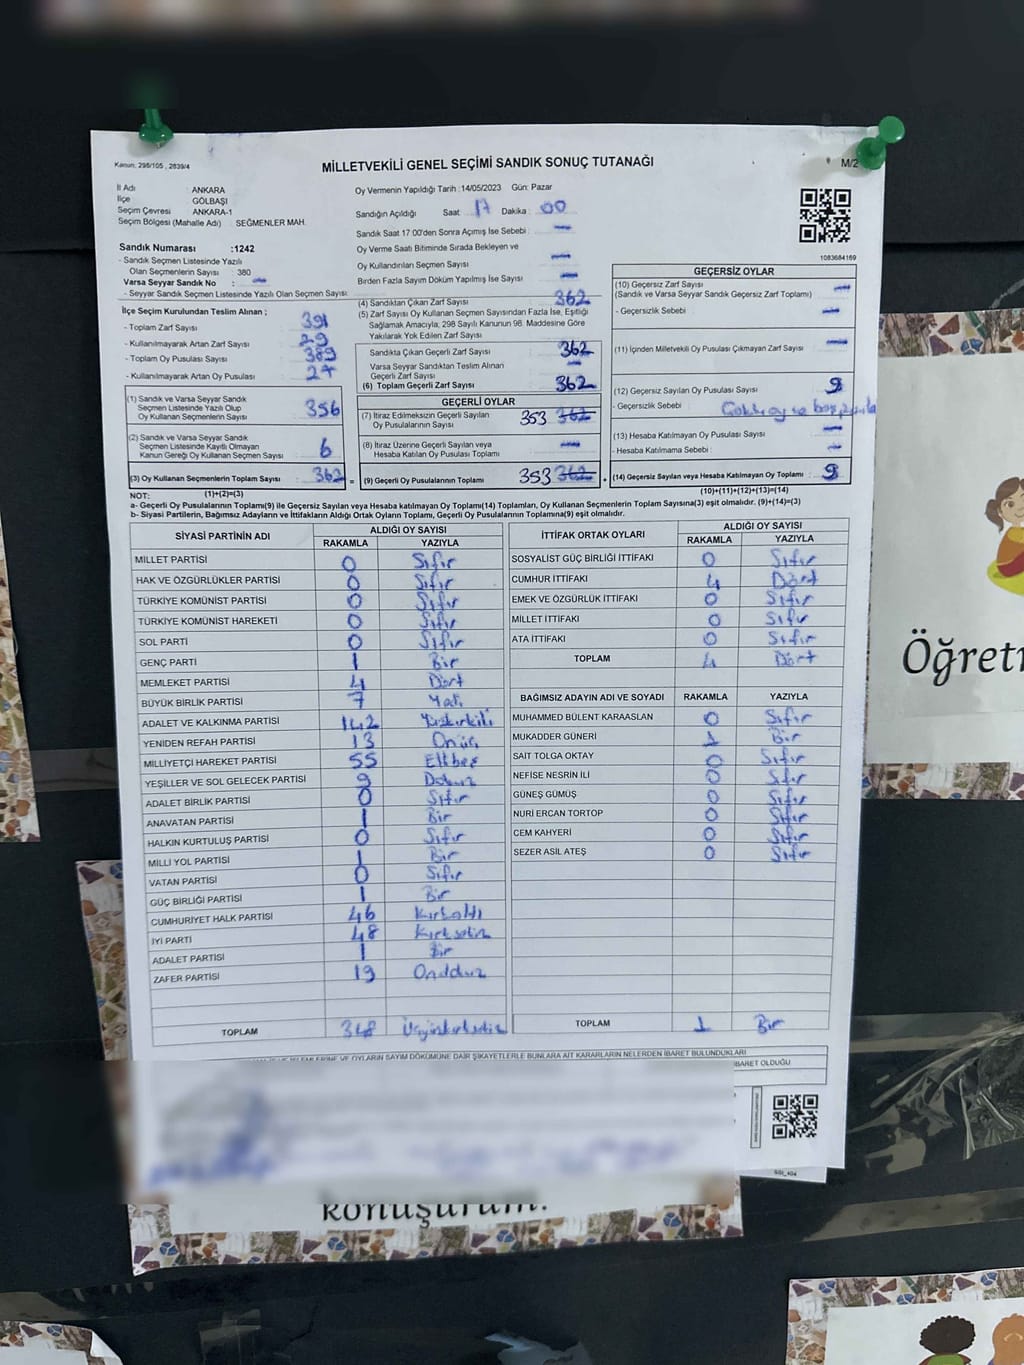 Kanun, 298/105 , 2839/4
MİLLETVEKİLİ GENEL SEÇİMİ SANDIK SONUÇ TUTANAĞI
M/2
İl Adı : ANKARA
İlçe : GÖLBAŞI
Seçim Çevresi : ANKARA-1
Seçim Bölgesi (Mahalle Adı) : SEĞMENLER MAH.
Sandık Numarası :1242
- Sandık Seçmen Listesinde Yazılı
Olan Seçmenlerin Sayısı : 380
Varsa Seyyar Sandık No : —
- Seyyar Sandık Seçmen Listesinde Yazılı Olan Seçmen Sayısı:
Oy Vermenin Yapıldığı Tarih :14/05/2023 Gün: Pazar
Sandığın Açıldığı Saat 17 Dakika : 00
Sandık Saat 17.00'den Sonra Açımış İse Sebebi : —
Oy Verme Saati Bitiminde Sırada Bekleyen ve
Oy Kullandırılan Seçmen Sayısı : —
Birden Fazla Sayım Döküm Yapılmış İse Sayısı : —
1083684169
İlçe Seçim Kurulundan Teslim Alınan ;
- Toplam Zarf Sayısı : 391
- Kullanılmayarak Artan Zarf Sayısı : 29
- Toplam Oy Pusulası Sayısı : 389
- Kullanılmayarak Artan Oy Pusulası : 27
(1) Sandık ve Varsa Seyyar Sandık
Seçmen Listesinde Yazılı Olup
Oy Kullanan Seçmenlerin Sayısı : 356
(2) Sandık ve Varsa Seyyar Sandık
Seçmen Listesinde Kayıtlı Olmayan
Kanun Gereği Oy Kullanan Seçmen Sayısı : 6
(3) Oy Kullanan Seçmenlerin Toplam Sayısı : 362
(4) Sandıktan Çıkan Zarf Sayısı : 362
(5) Zarf Sayısı Oy Kullanan Seçmen Sayısından Fazla İse, Eşitliği
Sağlamak Amacıyla, 298 Sayılı Kanunun 98. Maddesine Göre
Yakılarak Yok Edilen Zarf Sayısı :
Sandıkta Çıkan Geçerli Zarf Sayısı : 362
Varsa Seyyar Sandıktan Teslim Alınan
Geçerli Zarf Sayısı : —
(6) Toplam Geçerli Zarf Sayısı : 362
GEÇERLİ OYLAR
(7) İtiraz Edilmeksizin Geçerli Sayılan
Oy Pusulalarının Sayısı : 353 362
(8) İtiraz Üzerine Geçerli Sayılan veya
Hesaba Katılan Oy Pusulası Toplamı : —
= (9) Geçerli Oy Pusulalarının Toplamı : 353 362
GEÇERSİZ OYLAR
(10) Geçersiz Zarf Sayısı : —
(Sandık ve Varsa Seyyar Sandık Geçersiz Zarf Toplamı)
- Geçersizlik Sebebi : —
(11) İçinden Milletvekili Oy Pusulası Çıkmayan Zarf Sayısı : —
(12) Geçersiz Sayılan Oy Pusulası Sayısı : 9
- Geçersizlik Sebebi :
(13) Hesaba Katılmayan Oy Pusulası Sayısı : —
- Hesaba Katmama Sebebi : —
+ (14) Geçersiz Sayılan veya Hesaba Katılmayan Oy Toplamı : 9
NOT: (1)+(2)=(3)
(10)+(11)+(12)+(13)=(14)
a- Geçerli Oy Pusulalarının Toplamı(9) ile Geçersiz Sayılan veya Hesaba katılmayan Oy Toplamı(14) Toplamları, Oy Kullanan Seçmenlerin Toplam Sayısına(3) eşit olmalıdır. (9)+(14)=(3)
b- Siyasi Partilerin, Bağımsız Adayların ve İttifakların Aldığı Ortak Oyların Toplamı, Geçerli Oy Pusulalarının Toplamına(9) eşit olmalıdır.
SİYASİ PARTİNİN ADI ALDIĞI OY SAYISI
RAKAMLA YAZIYLA
MİLLET PARTİSİ 0 Sıfır
HAK VE ÖZGÜRLÜKLER PARTİSİ 0 Sıfır
TÜRKİYE KOMÜNİST PARTİSİ 0 Sıfır
TÜRKİYE KOMÜNİST HAREKETİ 0 Sıfır
SOL PARTİ 0 Sıfır
GENÇ PARTİ 1 Bir
MEMLEKET PARTİSİ 4 Dört
BÜYÜK BİRLİK PARTİSİ 7 Yedi
ADALET VE KALKINMA PARTİSİ 142 Yüzkırkiki
YENİDEN REFAH PARTİSİ 13 Onüç
MİLLİYETÇİ HAREKET PARTİSİ 55 Ellibeş
YEŞİLLER VE SOL GELECEK PARTİSİ 9 Dokuz
ADALET BİRLİK PARTİSİ 0 Sıfır
ANAVATAN PARTİSİ 1 Bir
HALKIN KURTULUŞ PARTİSİ 0 Sıfır
MİLLİ YOL PARTİSİ 1 Bir
VATAN PARTİSİ 0 Sıfır
GÜÇ BİRLİĞİ PARTİSİ 1 Bir
CUMHURİYET HALK PARTİSİ 46 Kırkaltı
İYİ PARTİ 48 Kırksekiz
ADALET PARTİSİ 1 Bir
ZAFER PARTİSİ 19 Ondokuz
TOPLAM 348 Üçyüzkırksekiz
İTTİFAK ORTAK OYLARI ALDIĞI OY SAYISI
RAKAMLA YAZIYLA
SOSYALİST GÜÇ BİRLİĞİ İTTİFAKI 0 Sıfır
CUMHUR İTTİFAKI 4 Dört
EMEK VE ÖZGÜRLÜK İTTİFAKI 0 Sıfır
MİLLET İTTİFAKI 0 Sıfır
ATA İTTİFAKI 0 Sıfır
TOPLAM 4 Dört
BAĞIMSIZ ADAYIN ADI VE SOYADI RAKAMLA YAZIYLA
MUHAMMED BÜLENT KARAASLAN 0 Sıfır
MUKADDER GÜNERİ 1 Bir
SAİT TOLGA OKTAY 0 Sıfır
NEFİSE NESRİN İLİ 0 Sıfır
GÜNEŞ GÜMÜŞ 0 Sıfır
NURİ ERCAN TORTOP 0 Sıfır
CEM KAHYERİ 0 Sıfır
SEZER ASİL ATEŞ 0 Sıfır
TOPLAM 1 Bir
OYLARIN SAYIM DÖKÜMÜNE DAİR ŞİKAYETLERLE BUNLARA AİT KARARLARIN NELERDEN İBARET BULUNDUKLARI
İBARET OLDUĞU
konuşurum.
Öğretm